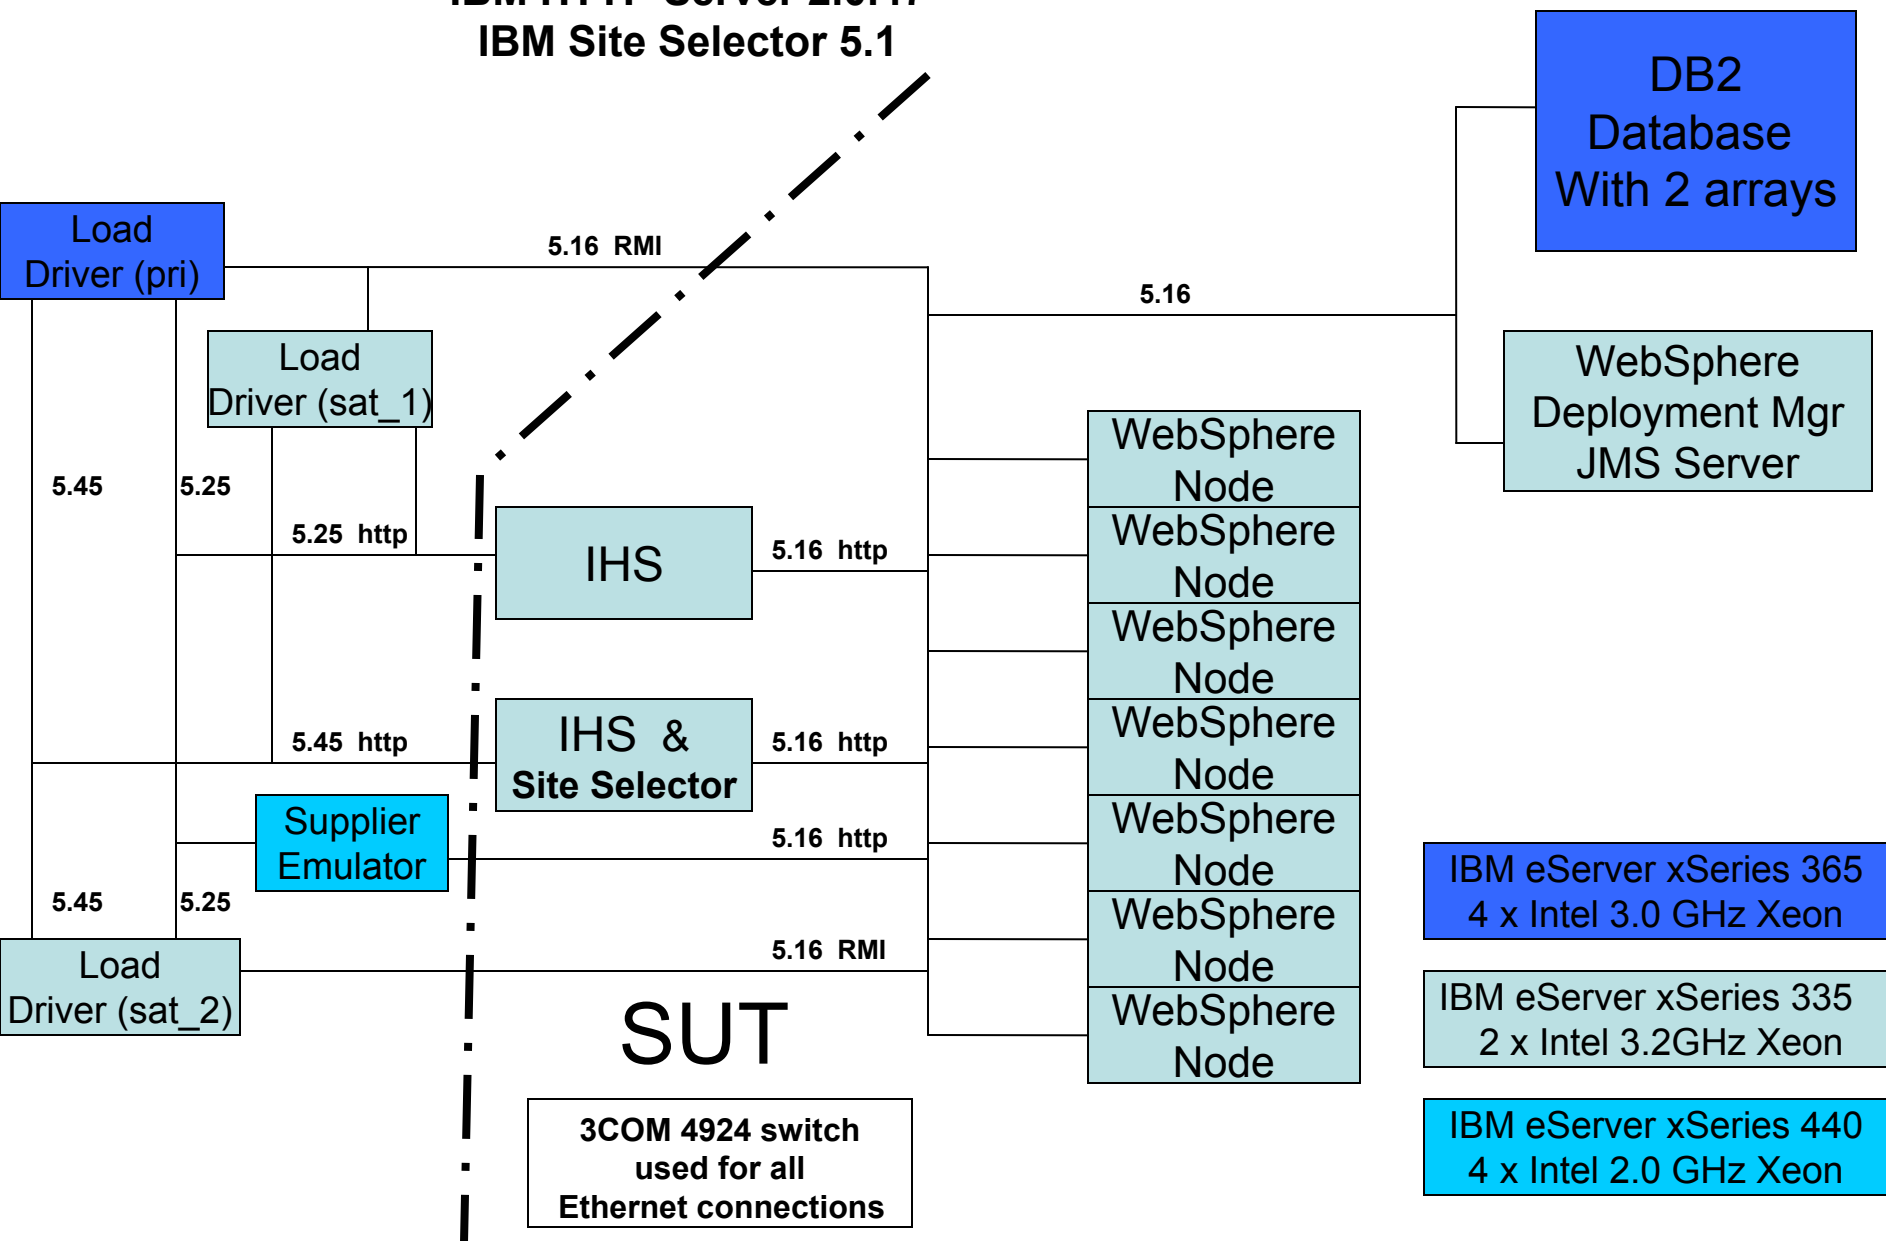 IBM Site Selector 5.1
DB2
Database
With 2 arrays
Load
Driver (pri)
5.16 RMI
5.16
Load
Driver (sat_1)
WebSphere
Deployment Mgr
JMS Server
5.45
5.25
5.25 http
IHS
5.16 http
WebSphere
Node
WebSphere
Node
WebSphere
Node
WebSphere
Node
WebSphere
Node
WebSphere
Node
WebSphere
Node
5.45 http
IHS &
Site Selector
5.16 http
Supplier
Emulator
5.16 http
5.45
5.25
Load
Driver (sat_2)
5.16 RMI
SUT
3COM 4924 switch
used for all
Ethernet connections
IBM eServer xSeries 365
4 x Intel 3.0 GHz Xeon
IBM eServer xSeries 335
2 x Intel 3.2GHz Xeon
IBM eServer xSeries 440
4 x Intel 2.0 GHz Xeon